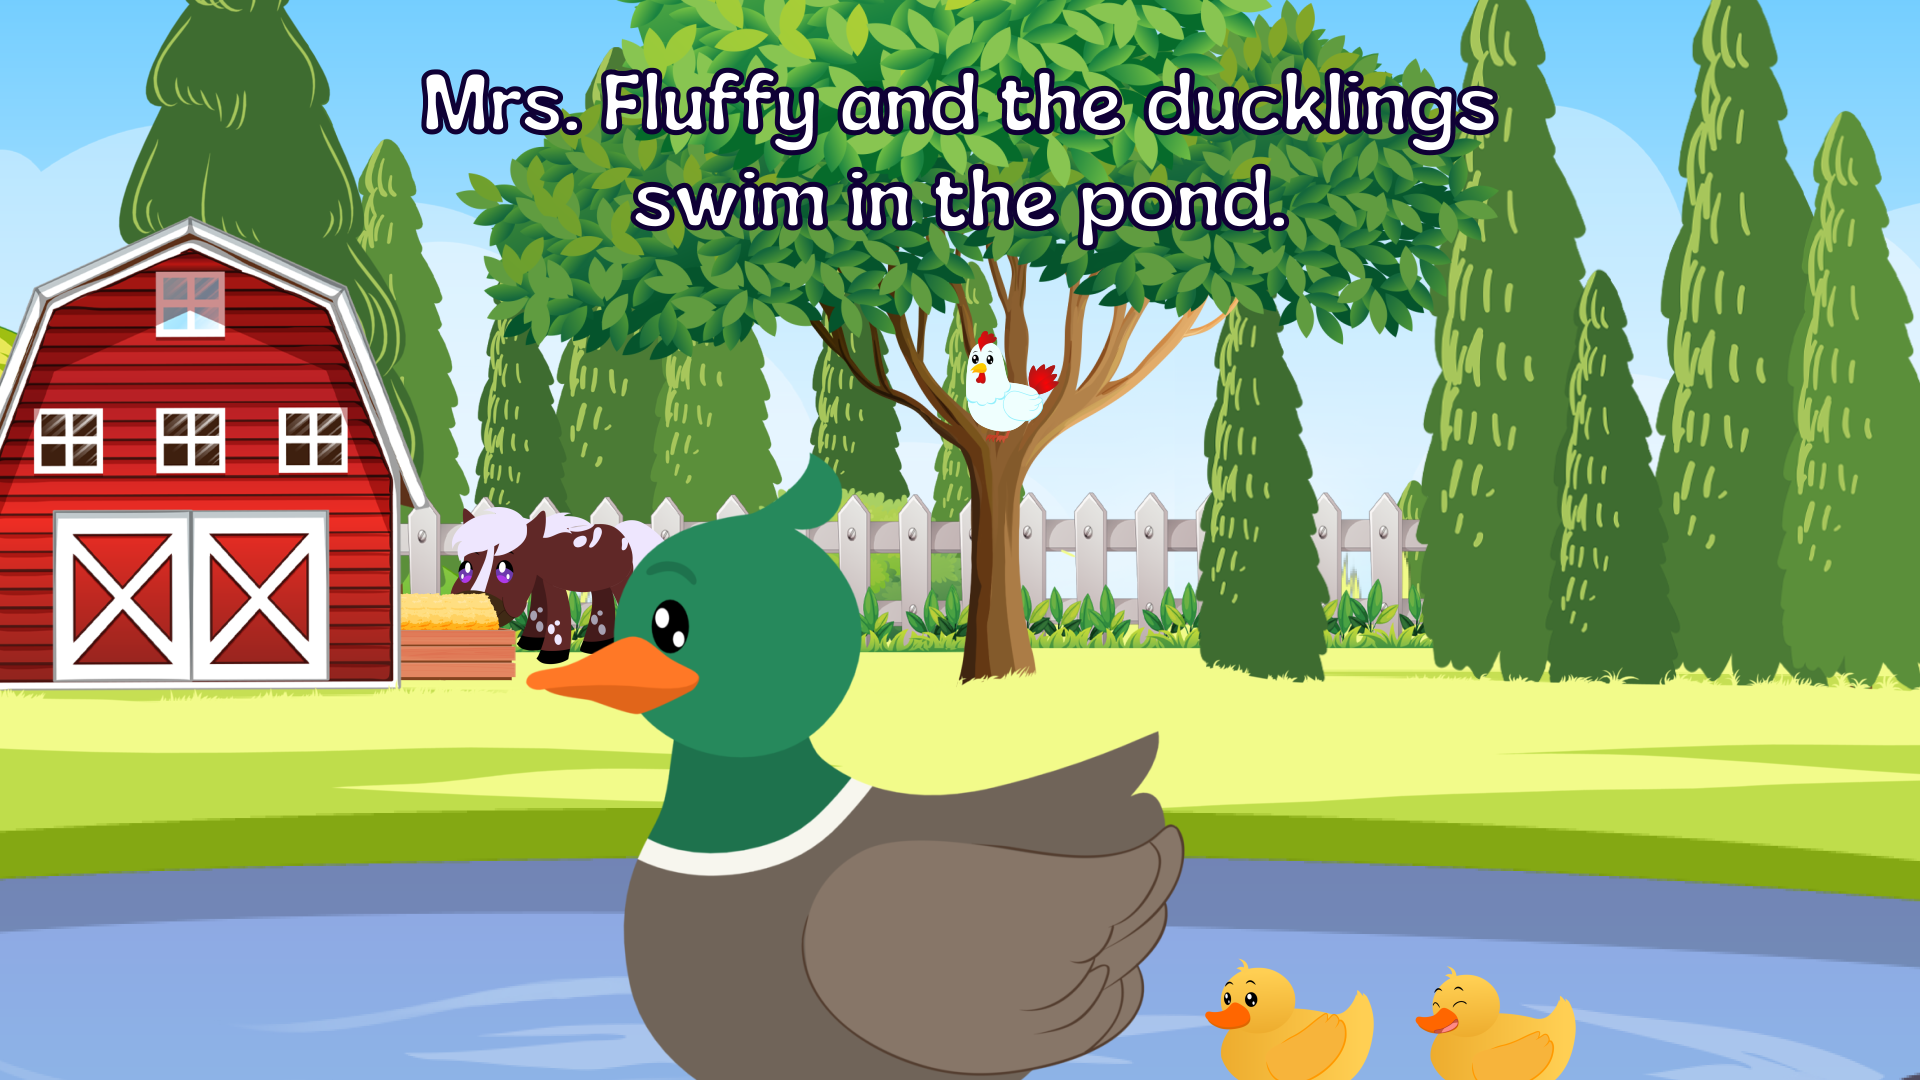 Mrs. Fluffy and the ducklings
swim in the pond.